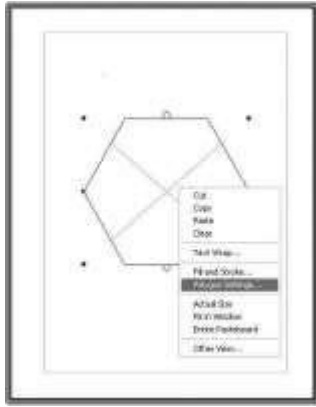 Cut
Copy
Paste
Clear
Text Wrap...
Fill and Stroke...
Polygon Settings...
Actual Size
Fit in Window
Entire Pasteboard
Other View...